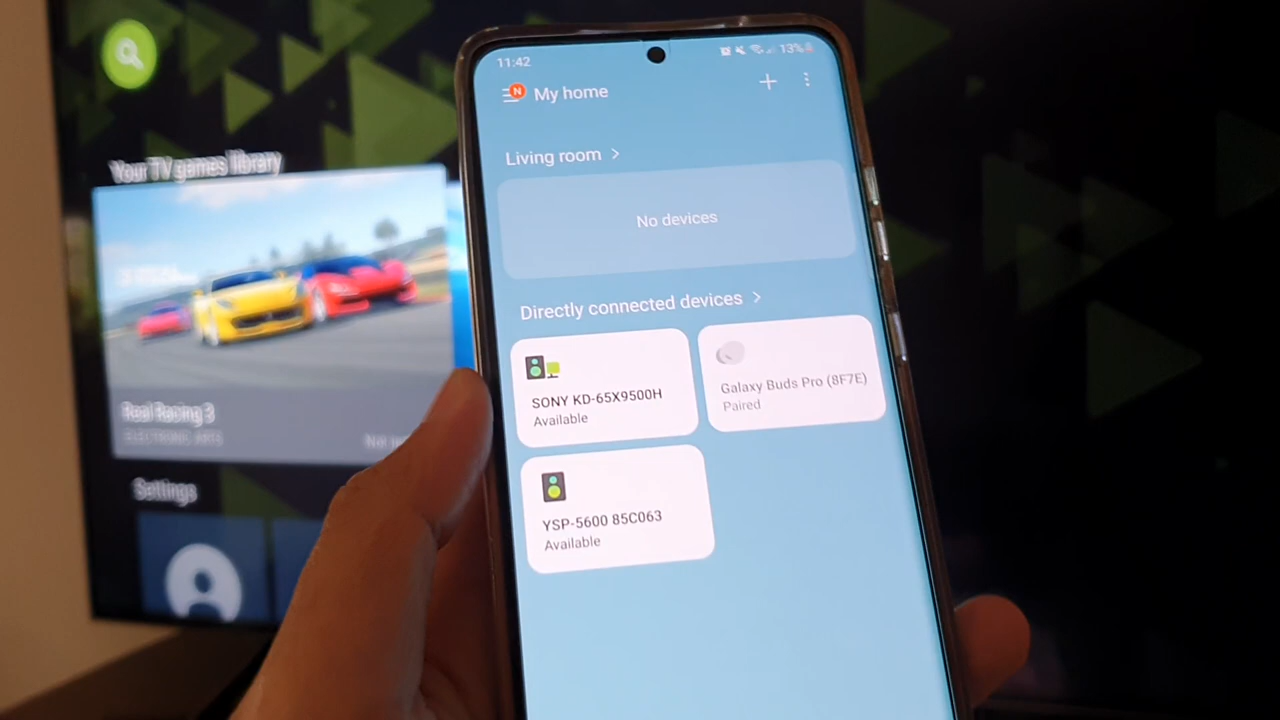 11:42
13%
N
My home
Living room >
No devices
Directly connected devices >
SONY KD-65X9500H
Available
Galaxy Buds Pro (8F7E)
Paired
YSP-5600 85C063
Available
Your TV games library
Real Racing 3
ELECTRONIC ARTS
Settings